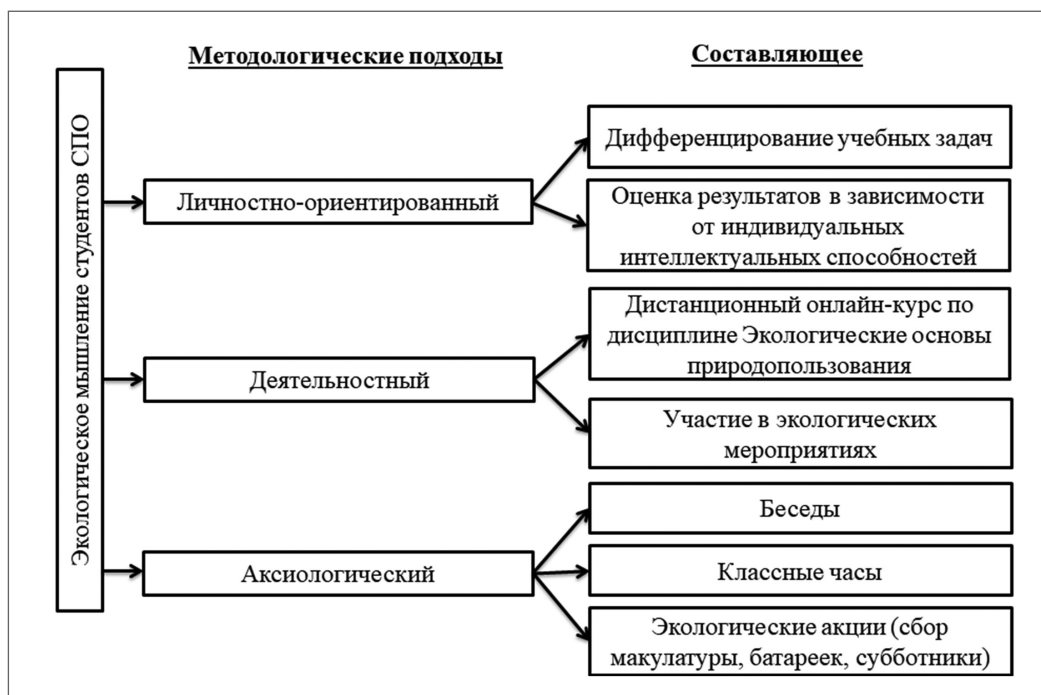 Методологические подходы
Составляющее
Экологическое мышление студентов СПО
Личностно-ориентированный
Дифференцирование учебных задач
Оценка результатов в зависимости
от индивидуальных
интеллектуальных способностей
Деятельностный
Дистанционный онлайн-курс по
дисциплине Экологические основы
природопользования
Участие в экологических
мероприятиях
Аксиологический
Беседы
Классные часы
Экологические акции (сбор
макулатуры, батареек, субботники)